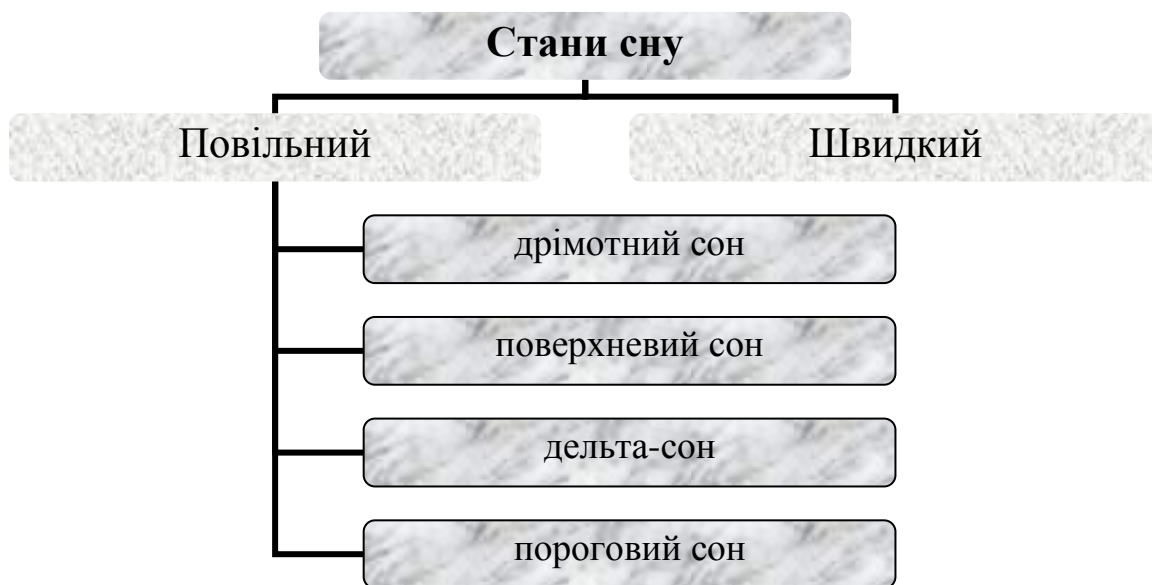 Стани сну
Повільний
Швидкий
дрімотний сон
поверхневий сон
дельта-сон
пороговий сон